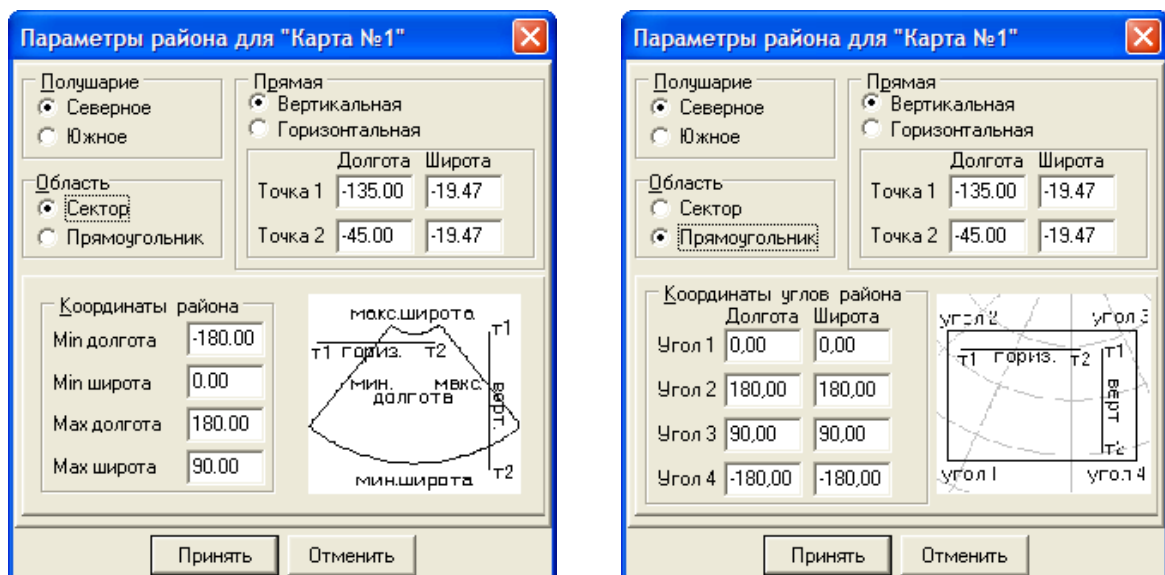 Параметры района для "Карта №1"
Полушарие
Северное
Южное
Прямая
Вертикальная
Горизонтальная
Долгота Широта
Точка 1 -135.00 -19.47
Точка 2 -45.00 -19.47
Область
Сектор
Прямоугольник
Координаты района
Min долгота -180.00
Min широта 0.00
Max долгота 180.00
Max широта 90.00
макс.широта
т1
т1 гориз. т2
мин. макс.
долгота
верт.
т2
мин.широта
Принять Отменить
Параметры района для "Карта №1"
Полушарие
Северное
Южное
Прямая
Вертикальная
Горизонтальная
Долгота Широта
Точка 1 -135.00 -19.47
Точка 2 -45.00 -19.47
Область
Сектор
Прямоугольник
Координаты углов района
Долгота Широта
Угол 1 0,00 0,00
Угол 2 180,00 180,00
Угол 3 90,00 90,00
Угол 4 -180,00 -180,00
угол 2 угол 3
т1 гориз. т2 т1
верт
т2
угол 1 угол 4
Принять Отменить